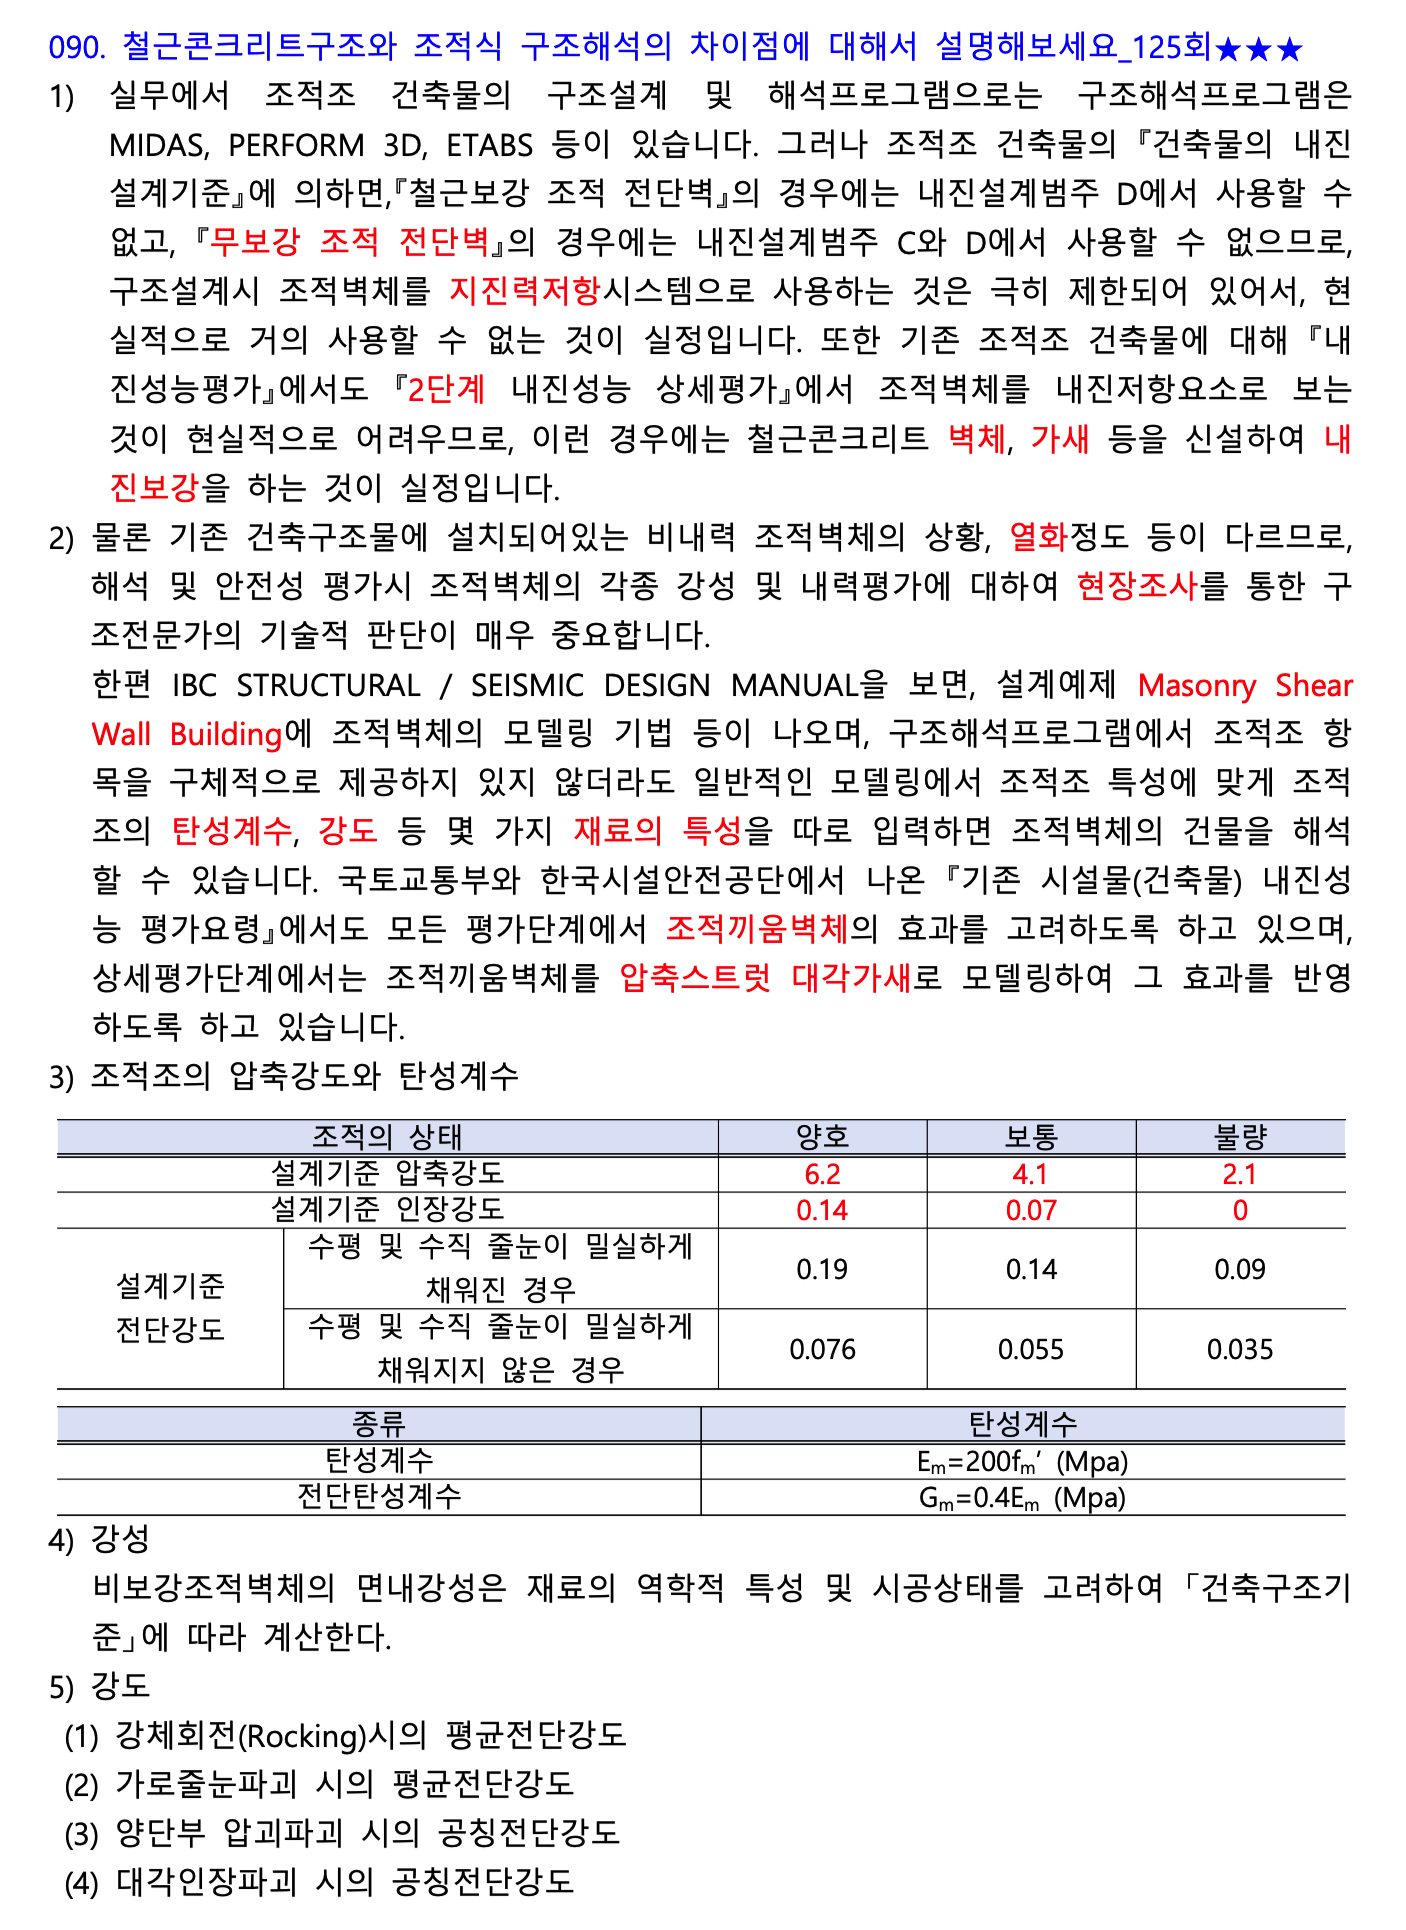 090. 철근콘크리트구조와 조적식 구조해석의 차이점에 대해서 설명해보세요_125회★★★
1) 실무에서 조적조 건축물의 구조설계 및 해석프로그램으로는 구조해석프로그램은
MIDAS, PERFORM 3D, ETABS 등이 있습니다. 그러나 조적조 건축물의『건축물의 내진
설계기준』에 의하면,『철근보강 조적 전단벽』의 경우에는 내진설계범주 D에서 사용할 수
없고, 『무보강 조적 전단벽』의 경우에는 내진설계범주 C와 D에서 사용할 수 없으므로,
구조설계시 조적벽체를 지진력저항시스템으로 사용하는 것은 극히 제한되어 있어서, 현
실적으로 거의 사용할 수 없는 것이 실정입니다. 또한 기존 조적조 건축물에 대해『내
진성능평가』에서도 『2단계 내진성능 상세평가』에서 조적벽체를 내진저항요소로 보는
것이 현실적으로 어려우므로, 이런 경우에는 철근콘크리트 벽체, 가새 등을 신설하여 내
진보강을 하는 것이 실정입니다.
2) 물론 기존 건축구조물에 설치되어있는 비내력 조적벽체의 상황, 열화정도 등이 다르므로,
해석 및 안전성 평가시 조적벽체의 각종 강성 및 내력평가에 대하여 현장조사를 통한 구
조전문가의 기술적 판단이 매우 중요합니다.
한편 IBC STRUCTURAL / SEISMIC DESIGN MANUAL을 보면, 설계예제 Masonry Shear
Wall Building에 조적벽체의 모델링 기법 등이 나오며, 구조해석프로그램에서 조적조 항
목을 구체적으로 제공하지 있지 않더라도 일반적인 모델링에서 조적조 특성에 맞게 조적
조의 탄성계수, 강도 등 몇 가지 재료의 특성을 따로 입력하면 조적벽체의 건물을 해석
할 수 있습니다. 국토교통부와 한국시설안전공단에서 나온『기존 시설물(건축물) 내진성
능 평가요령』에서도 모든 평가단계에서 조적끼움벽체의 효과를 고려하도록 하고 있으며,
상세평가단계에서는 조적끼움벽체를 압축스트럿 대각가새로 모델링하여 그 효과를 반영
하도록 하고 있습니다.
3) 조적조의 압축강도와 탄성계수
조적의 상태 양호 보통 불량
설계기준 압축강도 6.2 4.1 2.1
설계기준 인장강도 0.14 0.07 0
설계기준
전단강도
수평 및 수직 줄눈이 밀실하게
채워진 경우
0.19 0.14 0.09
수평 및 수직 줄눈이 밀실하게
채워지지 않은 경우
0.076 0.055 0.035
종류 탄성계수
탄성계수 Em=200fm′ (Mpa)
전단탄성계수 Gm=0.4Em (Mpa)
4) 강성
비보강조적벽체의 면내강성은 재료의 역학적 특성 및 시공상태를 고려하여「건축구조기
준」에 따라 계산한다.
5) 강도
(1) 강체회전(Rocking)시의 평균전단강도
(2) 가로줄눈파괴 시의 평균전단강도
(3) 양단부 압괴파괴 시의 공칭전단강도
(4) 대각인장파괴 시의 공칭전단강도